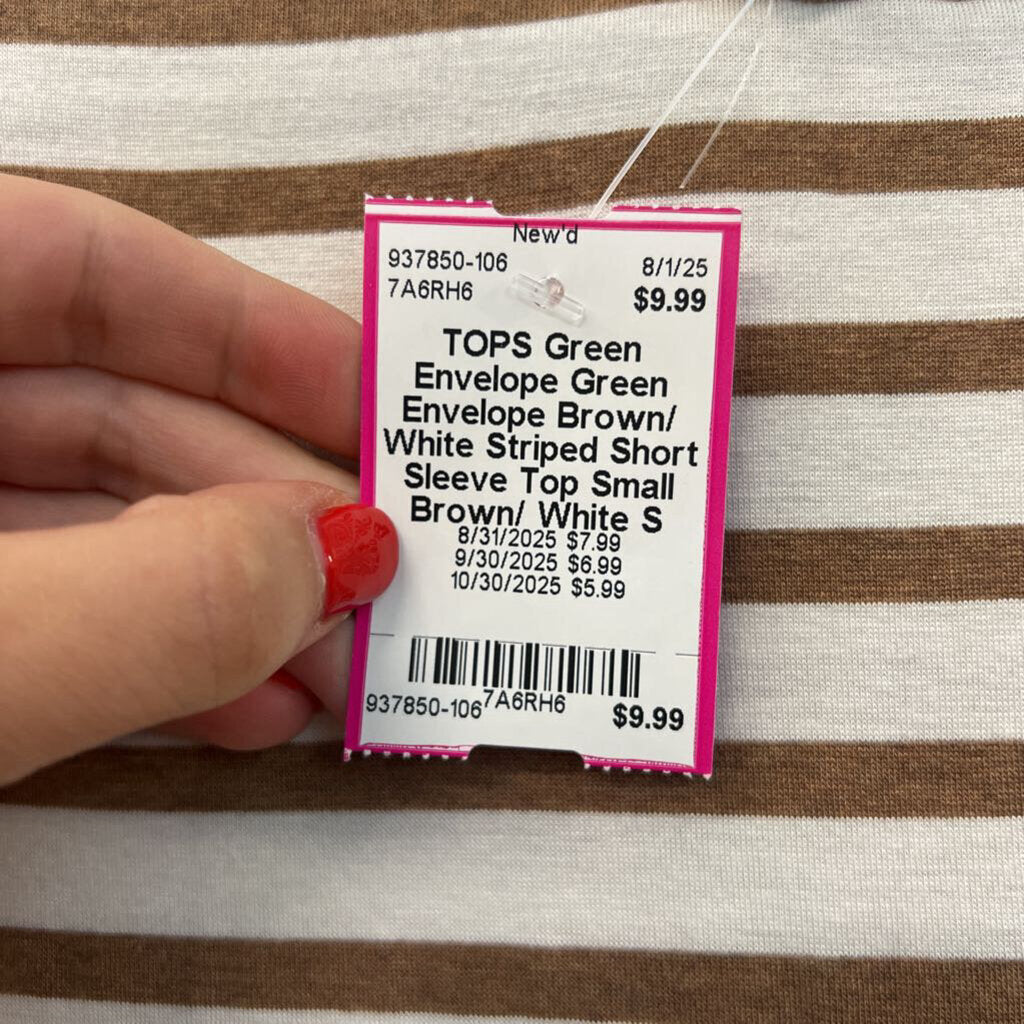 New'd
937850-106 8/1/25
7A6RH6 $9.99
TOPS Green
Envelope Green
Envelope Brown/
White Striped Short
Sleeve Top Small
Brown/ White S
8/31/2025 $7.99
9/30/2025 $6.99
10/30/2025 $5.99
937850-106 7A6RH6 $9.99